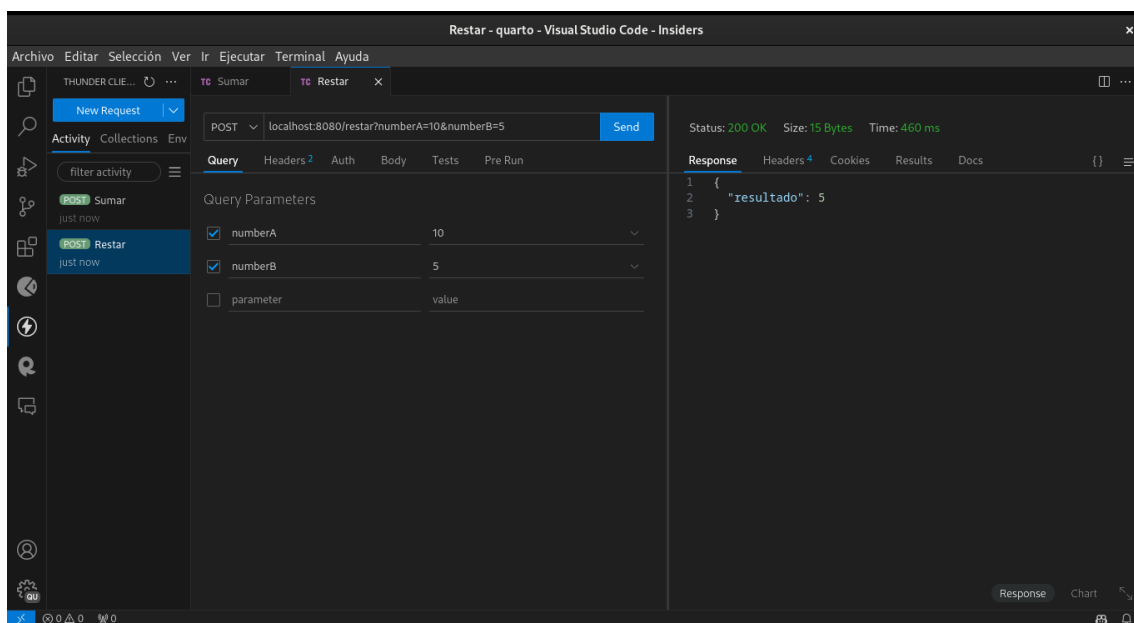 Restar - quarto - Visual Studio Code - Insiders
Archivo Editar Selección Ver Ir Ejecutar Terminal Ayuda
THUNDER CLIE...
TC Sumar
TC Restar
New Request
Activity Collections Env
filter activity
POST Sumar
just now
POST Restar
just now
POST localhost:8080/restar?numberA=10&numberB=5 Send
Query Headers 2 Auth Body Tests Pre Run
Query Parameters
numberA 10
numberB 5
parameter value
Status: 200 OK Size: 15 Bytes Time: 460 ms
Response Headers 4 Cookies Results Docs {}
1 {
2 "resultado": 5
3 }
Response Chart
QU
0 0 0